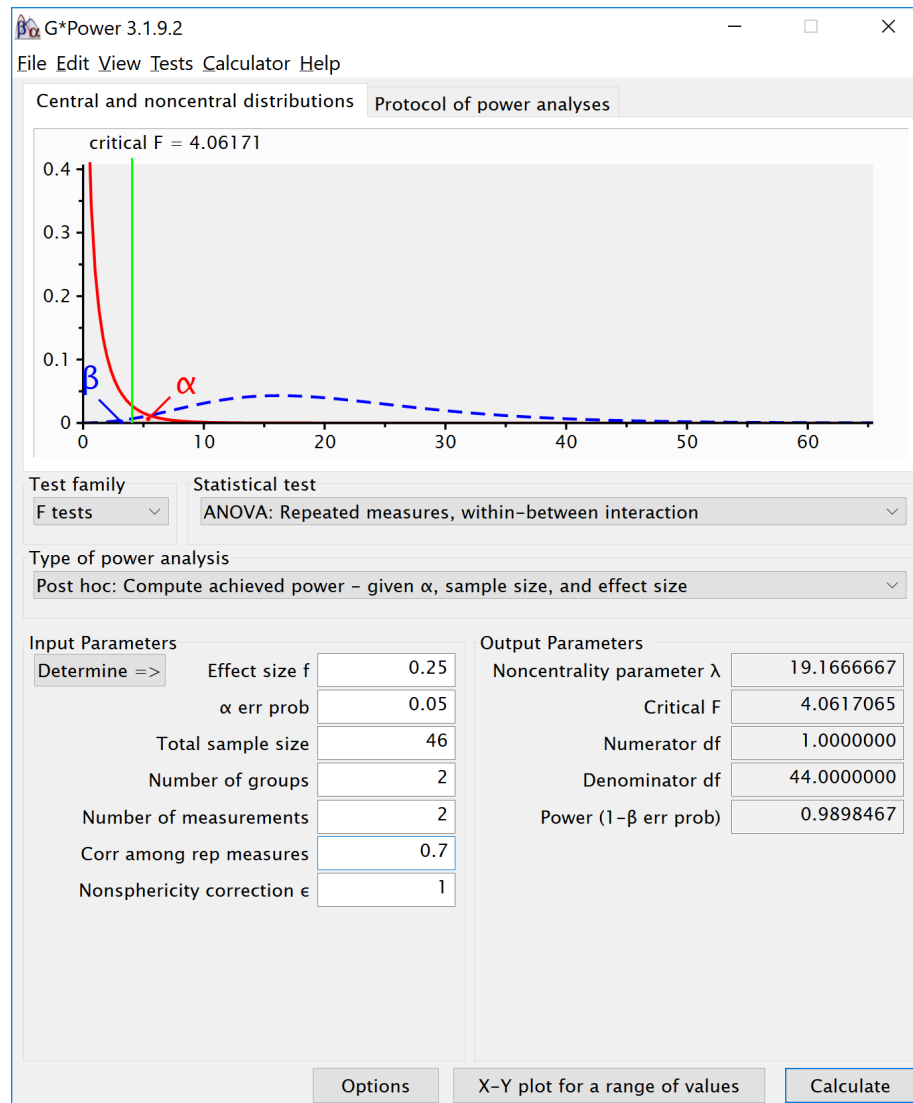 G*Power 3.1.9.2
File Edit View Tests Calculator Help
Central and noncentral distributions Protocol of power analyses
critical F = 4.06171
0.4
0.3
0.2
0.1
0
β
α
0 10 20 30 40 50 60
Test family Statistical test
F tests ANOVA: Repeated measures, within-between interaction
Type of power analysis
Post hoc: Compute achieved power - given α, sample size, and effect size
Input Parameters Output Parameters
Determine => Effect size f 0.25 Noncentrality parameter λ 19.1666667
α err prob 0.05 Critical F 4.0617065
Total sample size 46 Numerator df 1.0000000
Number of groups 2 Denominator df 44.0000000
Number of measurements 2 Power (1-β err prob) 0.9898467
Corr among rep measures 0.7
Nonsphericity correction ϵ 1
Options X-Y plot for a range of values Calculate